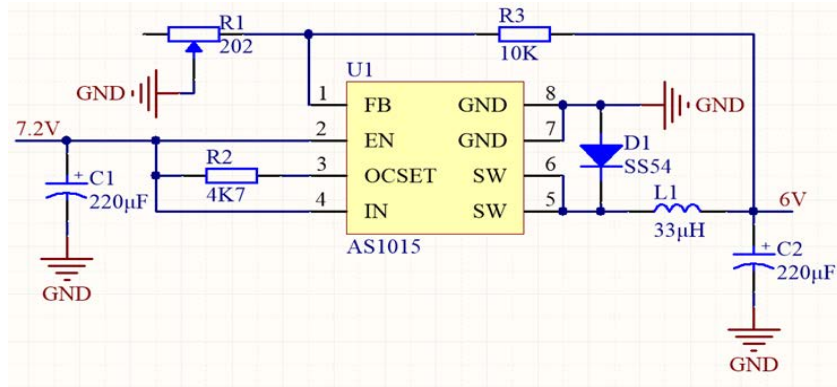 R1
202
R3
10K
GND
U1
1 FB GND 8
GND
7.2V
2 EN GND 7
C1
220μF
R2
4K7
3 OCSET SW 6
4 IN SW 5
D1
SS54
L1
33μH
6V
AS1015
+
+
C2
220μF
GND
GND